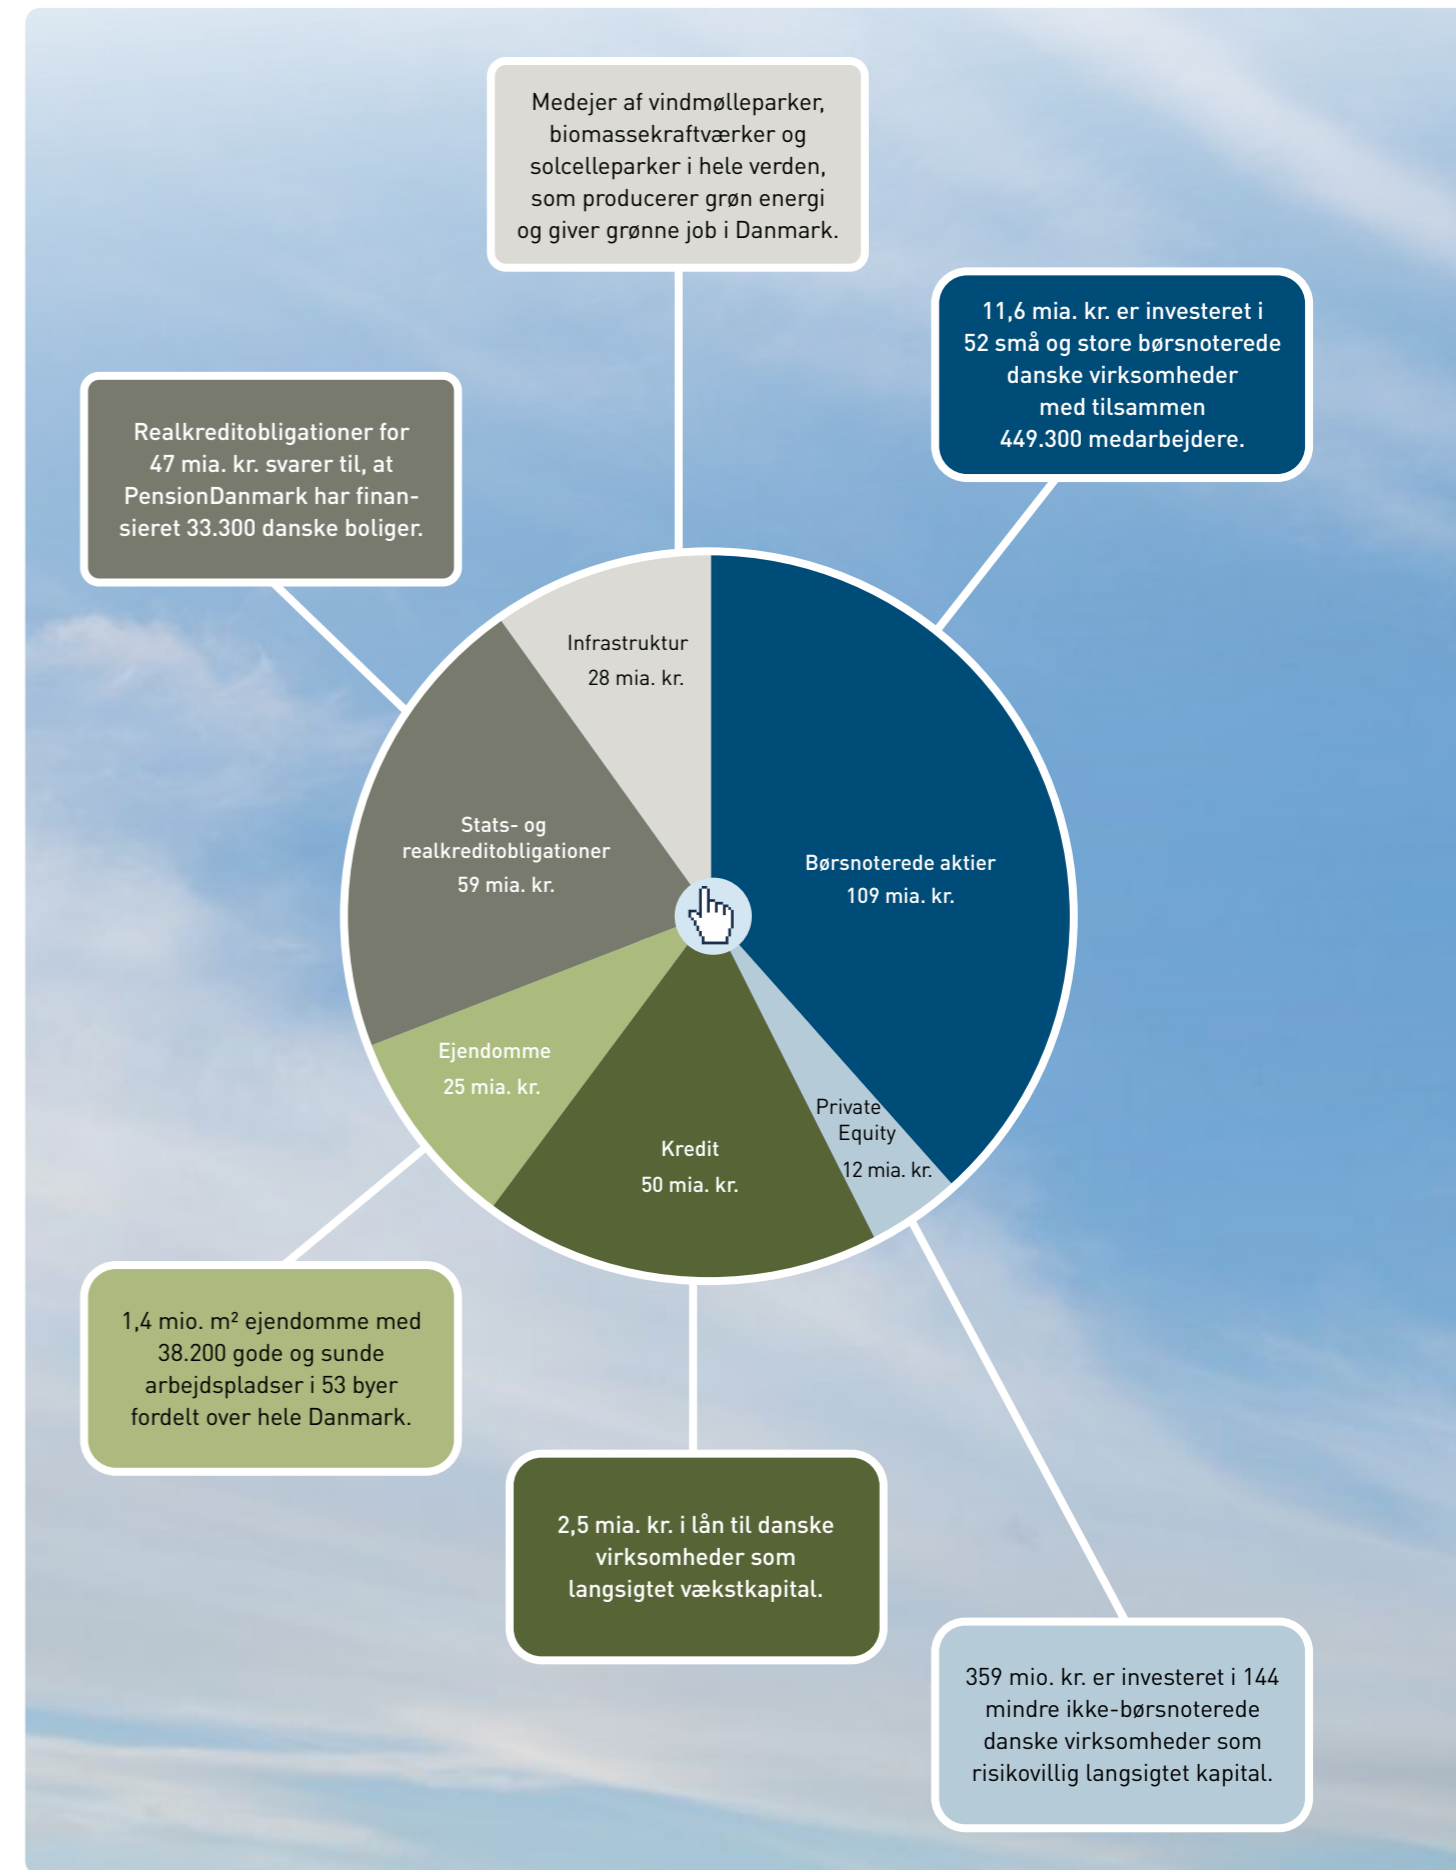 Medejer af vindmølleparker,
biomassekraftværker og
solcelleparker i hele verden,
som producerer grøn energi
og giver grønne job i Danmark.
11,6 mia. kr. er investeret i
52 små og store børsnoterede
danske virksomheder
med tilsammen
449.300 medarbejdere.
Realkreditobligationer for
47 mia. kr. svarer til, at
PensionDanmark har finan-
sieret 33.300 danske boliger.
Infrastruktur
28 mia. kr.
Stats- og
realkreditobligationer
59 mia. kr.
Børsnoterede aktier
109 mia. kr.
Ejendomme
25 mia. kr.
Kredit
50 mia. kr.
Private
Equity
12 mia. kr.
1,4 mio. m² ejendomme med
38.200 gode og sunde
arbejdspladser i 53 byer
fordelt over hele Danmark.
2,5 mia. kr. i lån til danske
virksomheder som
langsigtet vækstkapital.
359 mio. kr. er investeret i 144
mindre ikke-børsnoterede
danske virksomheder som
risikovillig langsigtet kapital.